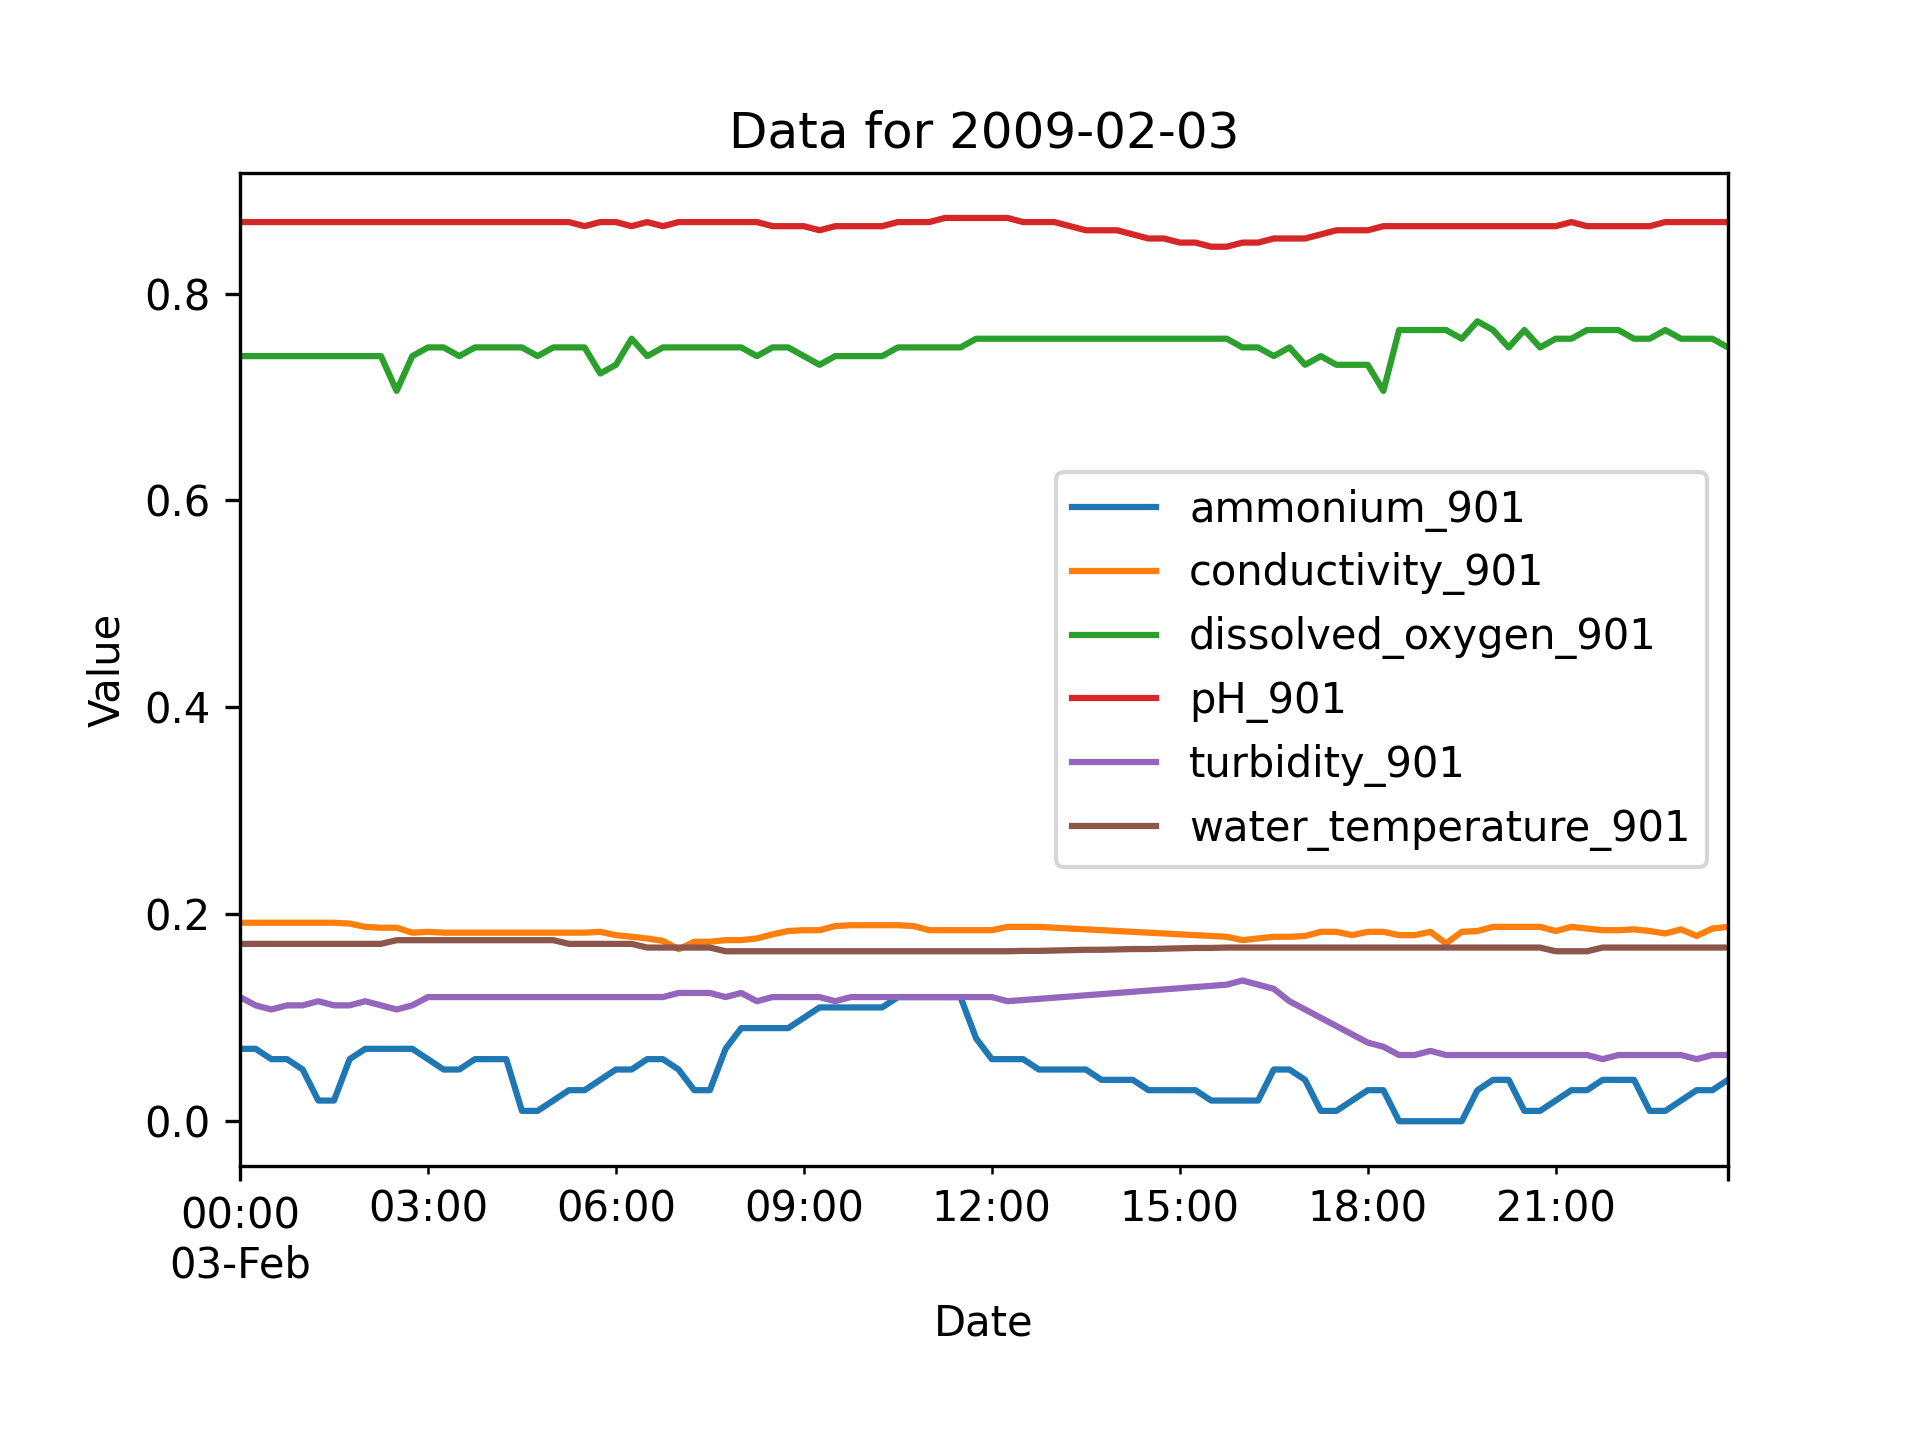 Data for 2009-02-03
0.8
0.6
0.4
0.2
0.0
Value
ammonium_901
conductivity_901
dissolved_oxygen_901
pH_901
turbidity_901
water_temperature_901
00:00 03:00 06:00 09:00 12:00 15:00 18:00 21:00
03-Feb
Date